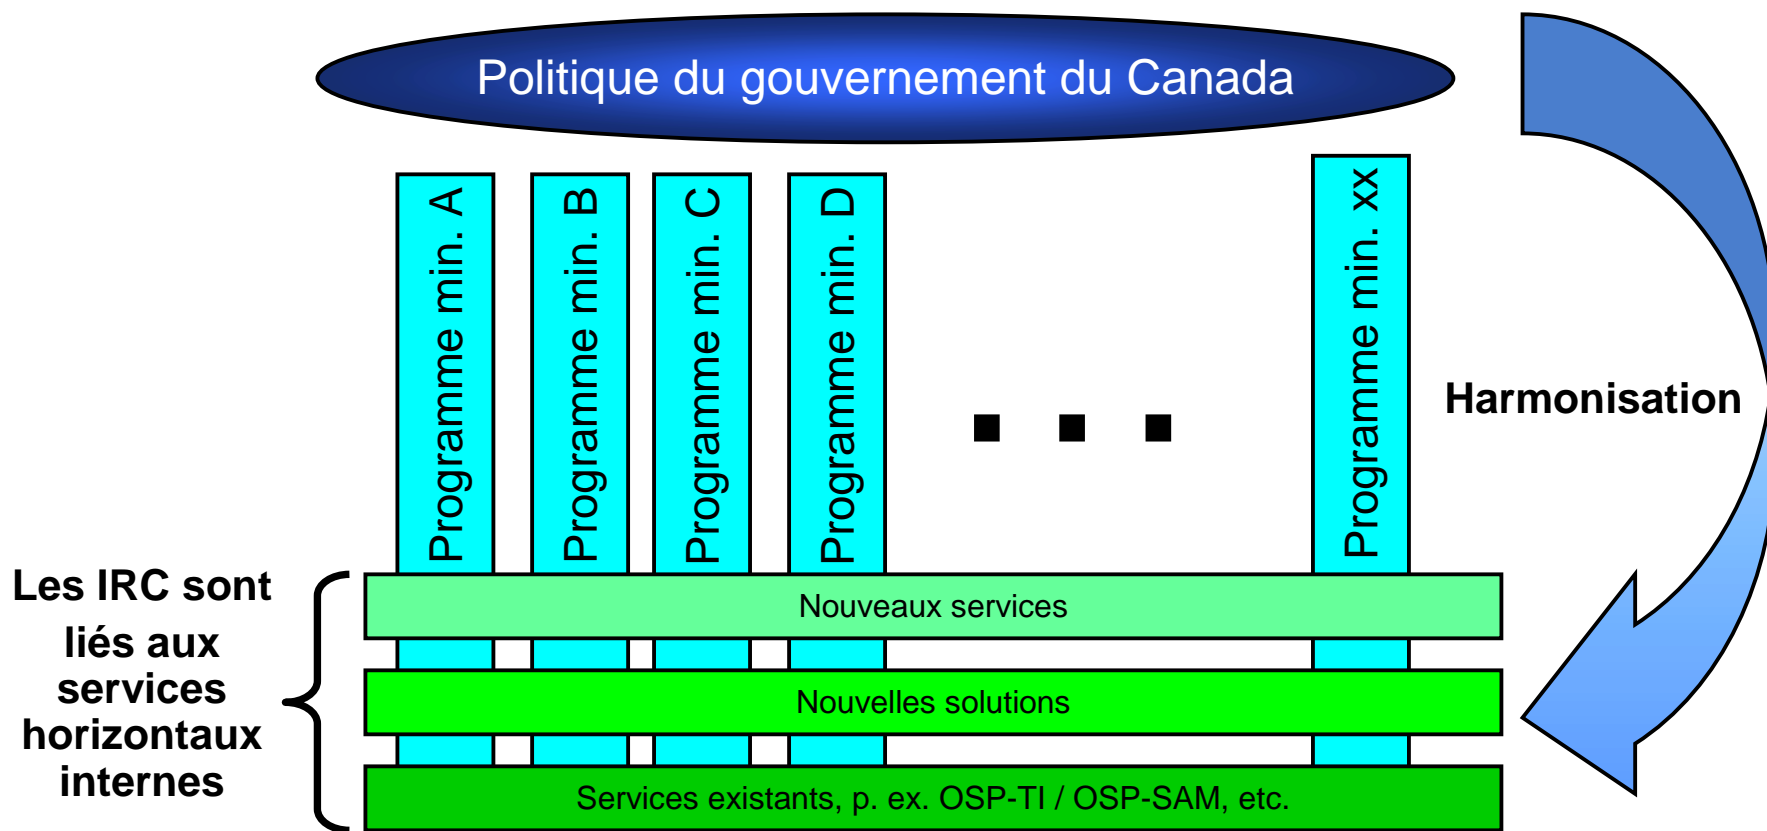 Politique du gouvernement du Canada
Programme min. A
Programme min. B
Programme min. C
Programme min. D
Programme min. xx
Harmonisation
Les IRC sont
liés aux
services
horizontaux
internes
Nouveaux services
Nouvelles solutions
Services existants, p. ex. OSP-TI / OSP-SAM, etc.